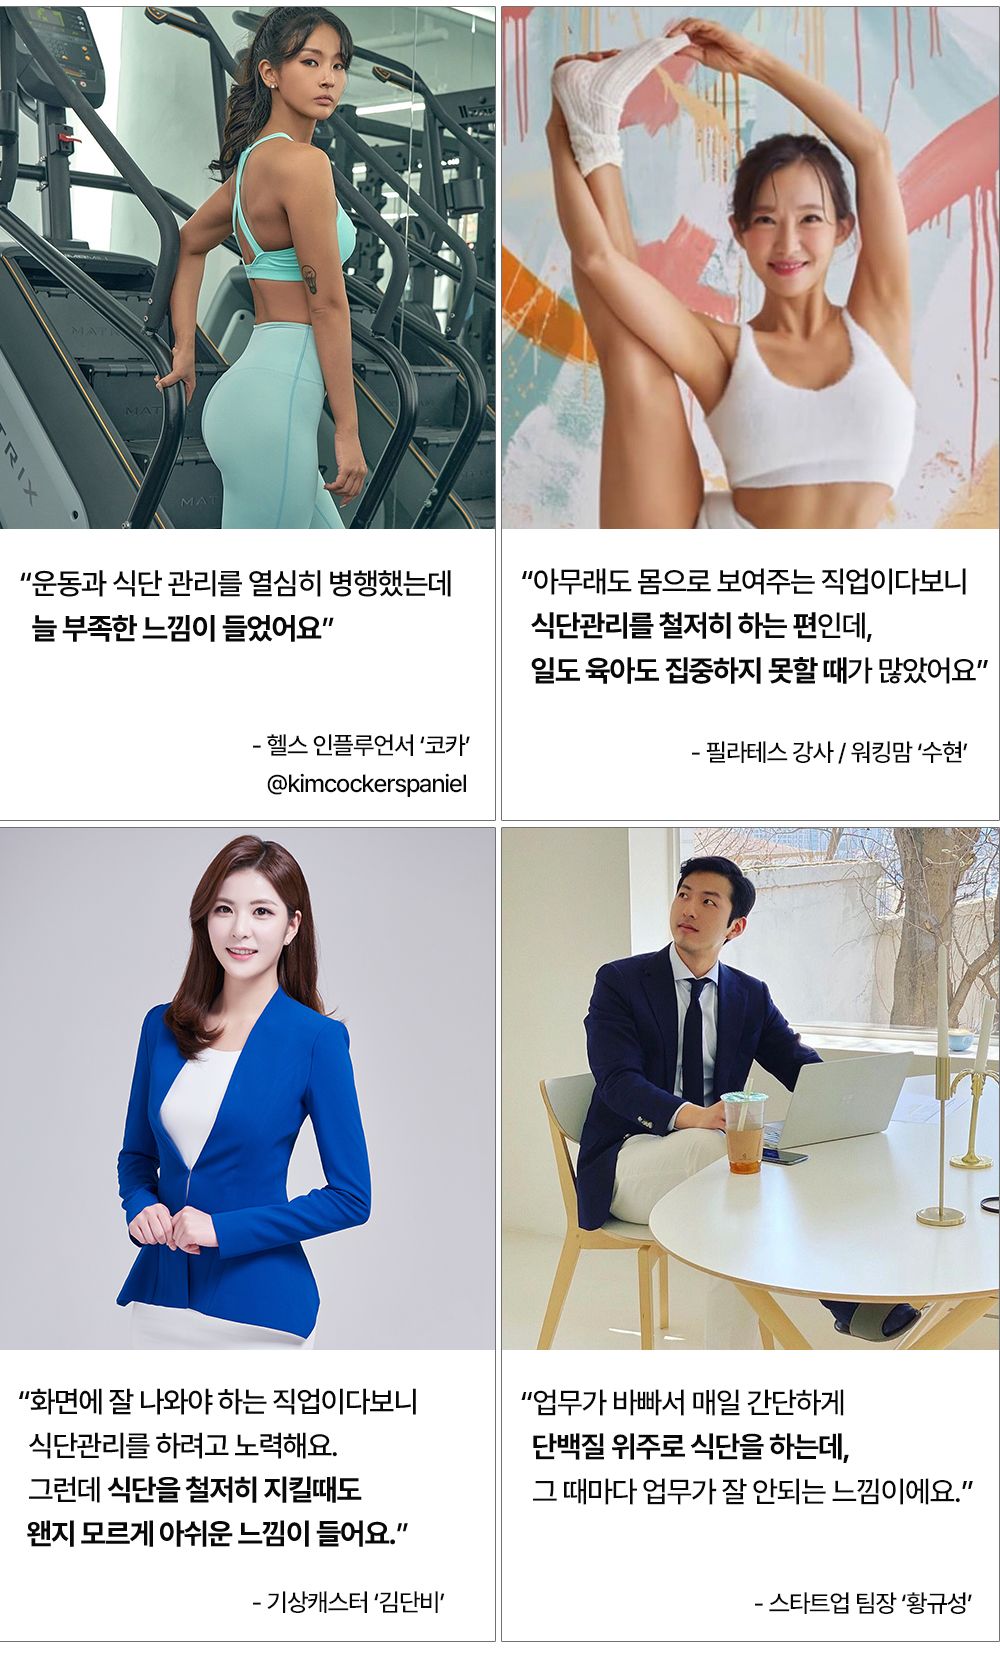 MATRIX
MATRIX
MATRIX
“운동과 식단 관리를 열심히 병행했는데
늘 부족한 느낌이 들었어요”
- 헬스 인플루언서 ‘코카’
@kimcockerspaniel
“아무래도 몸으로 보여주는 직업이다보니
식단관리를 철저히 하는 편인데,
일도 육아도 집중하지 못할 때가 많았어요”
- 필라테스 강사 / 워킹맘 ‘수현’
“화면에 잘 나와야 하는 직업이다보니
식단관리를 하려고 노력해요.
그런데 식단을 철저히 지킬때도
왠지 모르게 아쉬운 느낌이 들어요.”
- 기상캐스터 ‘김단비’
“업무가 바빠서 매일 간단하게
단백질 위주로 식단을 하는데,
그 때마다 업무가 잘 안되는 느낌이에요.”
- 스타트업 팀장 ‘황규성’